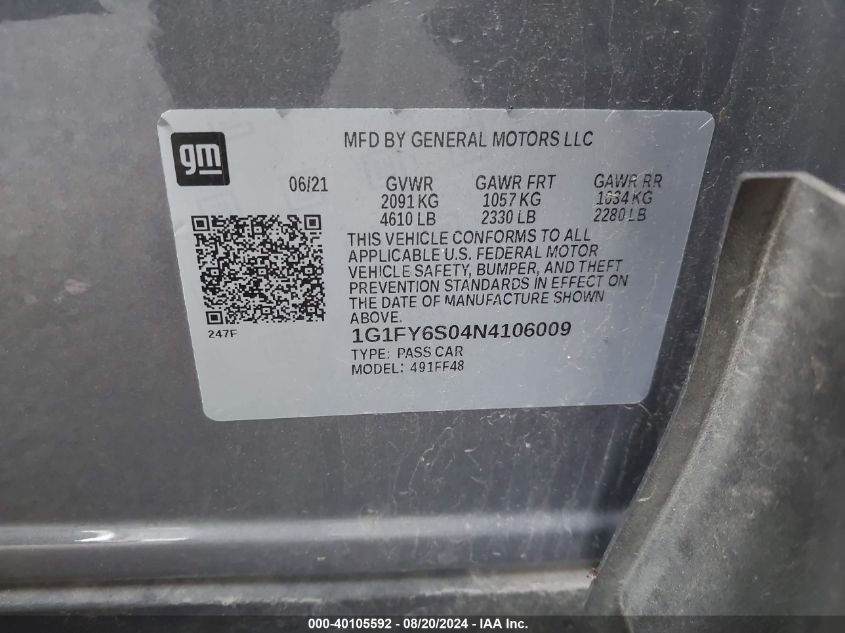 gm
MFD BY GENERAL MOTORS LLC
06/21 GVWR GAWR FRT GAWR RR
2091 KG 1057 KG 1034 KG
4610 LB 2330 LB 2280 LB
THIS VEHICLE CONFORMS TO ALL
APPLICABLE U.S. FEDERAL MOTOR
VEHICLE SAFETY, BUMPER, AND THEFT
PREVENTION STANDARDS IN EFFECT ON
THE DATE OF MANUFACTURE SHOWN
ABOVE.
247F
1G1FY6S04N4106009
TYPE: PASS CAR
MODEL: 491FF48
000-40105592 - 08/20/2024 - IAA Inc.